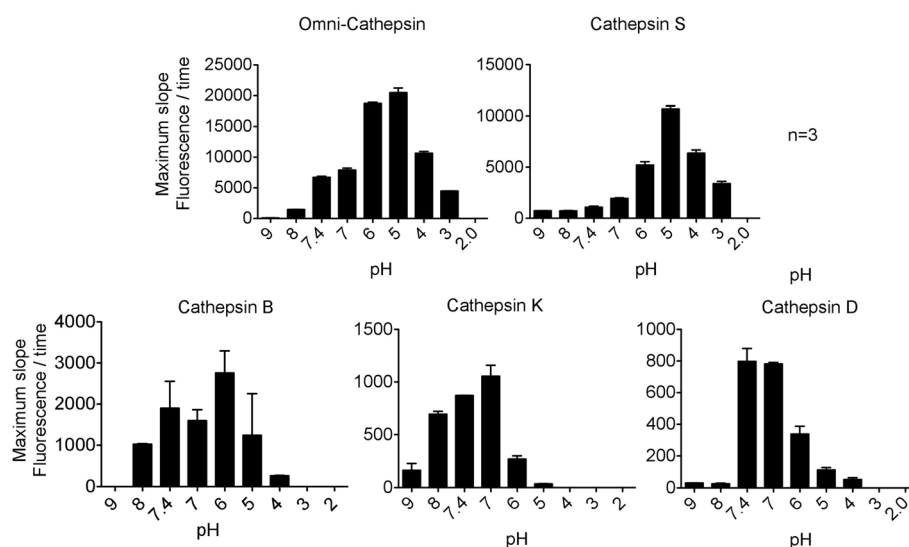 Omni-Cathepsin
Maximum slope
Fluorescence / time
25000
20000
15000
10000
5000
0
9 8 7.4 7 6 5 4 3 2.0
pH
Cathepsin S
15000
10000
5000
0
9 8 7.4 7 6 5 4 3 2.0
pH
n=3
pH
Cathepsin B
Maximum slope
Fluorescence / time
4000
3000
2000
1000
0
9 8 7.4 7 6 5 4 3 2
pH
Cathepsin K
1500
1000
500
0
9 8 7.4 7 6 5 4 3 2
pH
Cathepsin D
1000
800
600
400
200
0
9 8 7.4 7 6 5 4 3 2.0
pH